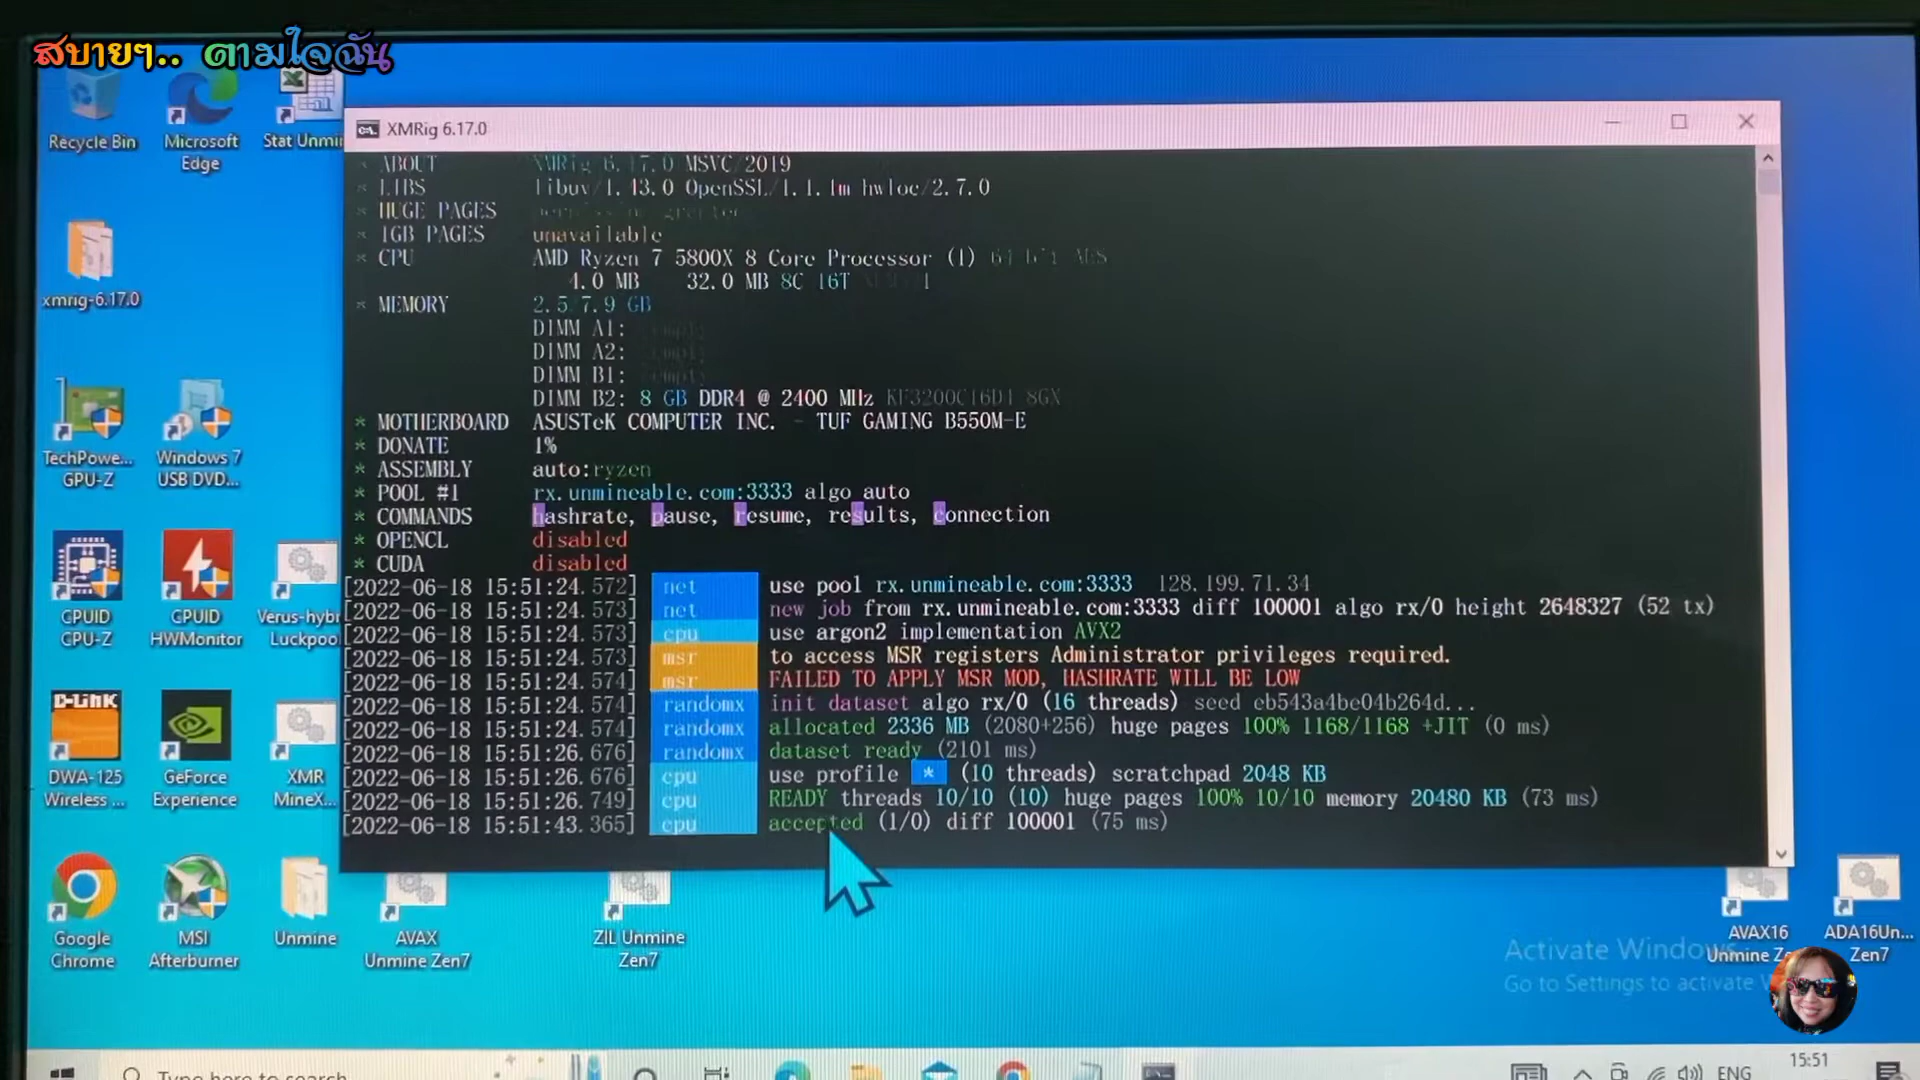 สบายๆ.. ตามใจฉัน
Recycle Bin
Microsoft
Edge
Stat Unmi
xmrig-6.17.0
TechPowe...
GPU-Z
Windows 7
USB DVD...
CPUID
CPU-Z
CPUID
HWMonitor
Verus-hybr
Luckpoo
D-Link
DWA-125
Wireless ...
GeForce
Experience
XMR
MineX...
Google
Chrome
MSI
Afterburner
Unmine
AVAX
Unmine Zen7
ZIL Unmine
Zen7
AVAX16
Unmine Ze
ADA16Un...
Zen7
XMRig 6.17.0
* ABOUT XMRig 6.17.0 MSVC/2019
* LIBS libuv/1.43.0 OpenSSL/1.1.1m hwloc/2.7.0
* HUGE PAGES permission granted
* 1GB PAGES unavailable
* CPU AMD Ryzen 7 5800X 8 Core Processor (1) 64-bit AES
4.0 MB 32.0 MB 8C 16T
* MEMORY 2.5/7.9 GB
DIMM A1: empty
DIMM A2: empty
DIMM B1: empty
DIMM B2: 8 GB DDR4 @ 2400 MHz KF3200C16D4/8GX
* MOTHERBOARD ASUSTeK COMPUTER INC. - TUF GAMING B550M-E
* DONATE 1%
* ASSEMBLY auto:ryzen
* POOL #1 rx.unmineable.com:3333 algo auto
* COMMANDS hashrate, pause, resume, results, connection
* OPENCL disabled
* CUDA disabled
[2022-06-18 15:51:24.572] net use pool rx.unmineable.com:3333 128.199.71.34
[2022-06-18 15:51:24.573] net new job from rx.unmineable.com:3333 diff 100001 algo rx/0 height 2648327 (52 tx)
[2022-06-18 15:51:24.573] cpu use argon2 implementation AVX2
[2022-06-18 15:51:24.573] msr to access MSR registers Administrator privileges required.
[2022-06-18 15:51:24.574] msr FAILED TO APPLY MSR MOD, HASHRATE WILL BE LOW
[2022-06-18 15:51:24.574] randomx init dataset algo rx/0 (16 threads) seed eb543a4be04b264d...
[2022-06-18 15:51:24.574] randomx allocated 2336 MB (2080+256) huge pages 100% 1168/1168 +JIT (0 ms)
[2022-06-18 15:51:26.676] randomx dataset ready (2101 ms)
[2022-06-18 15:51:26.676] cpu use profile * (10 threads) scratchpad 2048 KB
[2022-06-18 15:51:26.749] cpu READY threads 10/10 (10) huge pages 100% 10/10 memory 20480 KB (73 ms)
[2022-06-18 15:51:43.365] cpu accepted (1/0) diff 100001 (75 ms)
Activate Windows
Go to Settings to activate
Type here to search
ENG
15:51